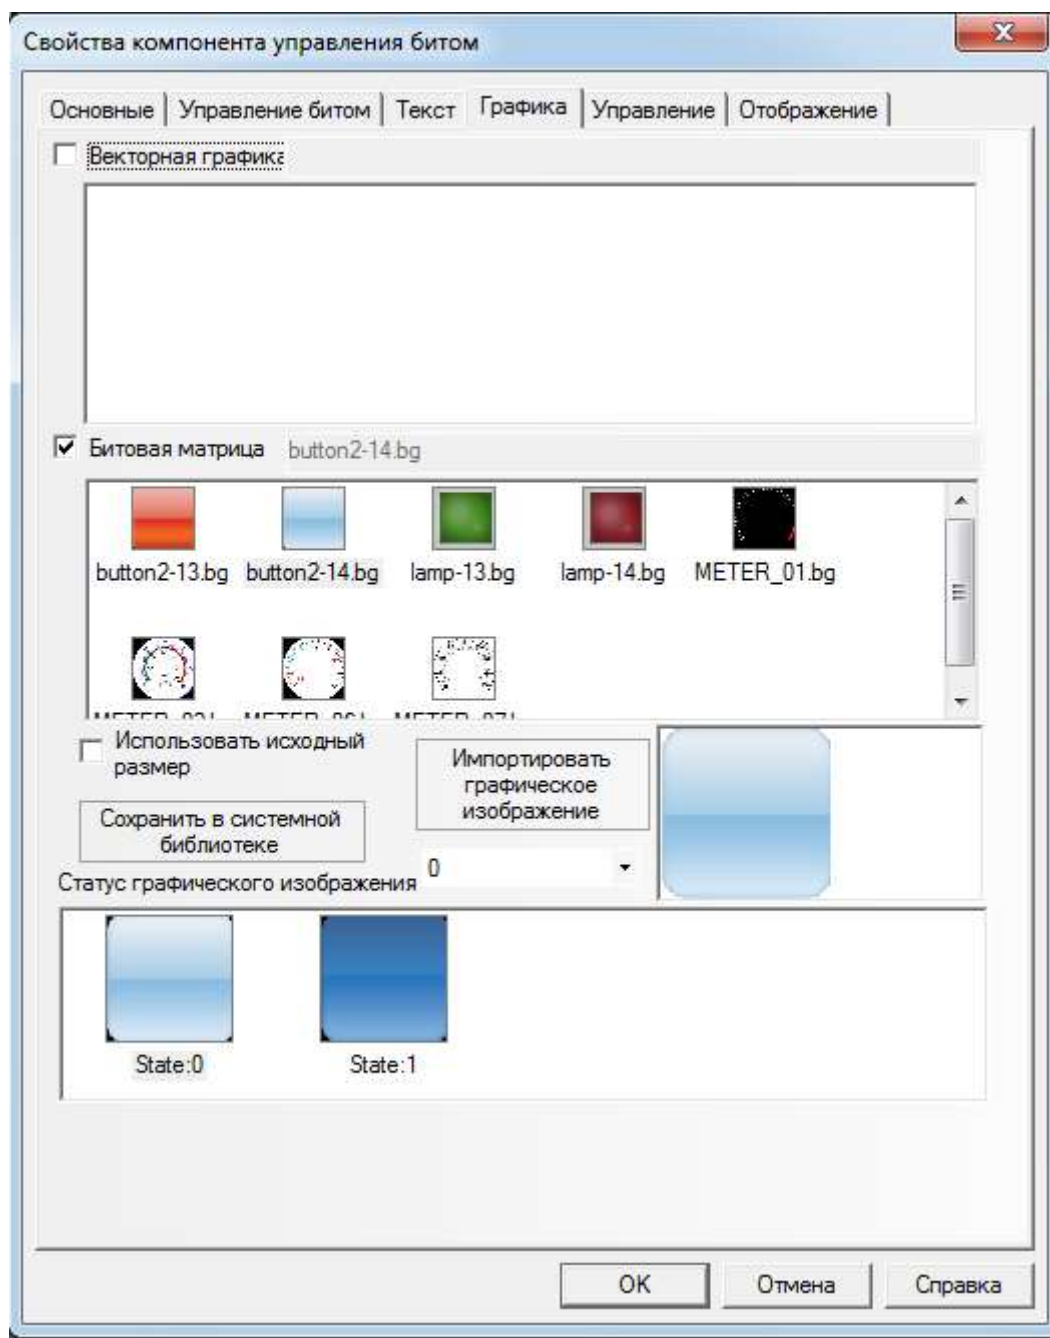 Свойства компонента управления битом
Основные Управление битом Текст Графика Управление Отображение
Векторная графика
Битовая матрица button2-14.bg
button2-13.bg button2-14.bg lamp-13.bg lamp-14.bg METER_01.bg
Использовать исходный
размер
Импортировать
графическое
изображение
Сохранить в системной
библиотеке
Статус графического изображения
0
State:0 State:1
OK Отмена Справка